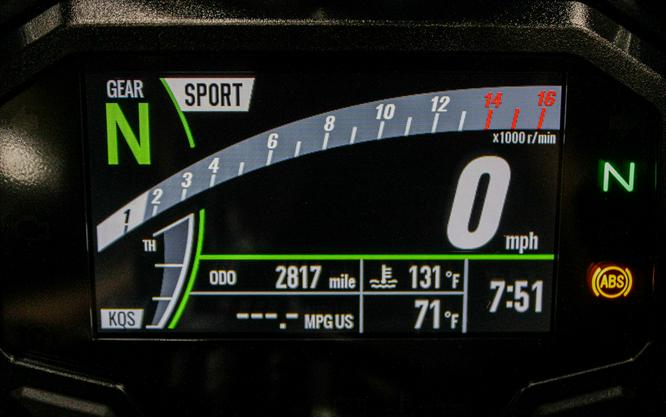 GEAR
N
SPORT
1 2 3 4 6 8 10 12 14 16
x1000 r/min
0 mph
N
TH
ODO 2817 mile 131 °F
7:51
ABS
KQS ---.- MPG US 71 °F